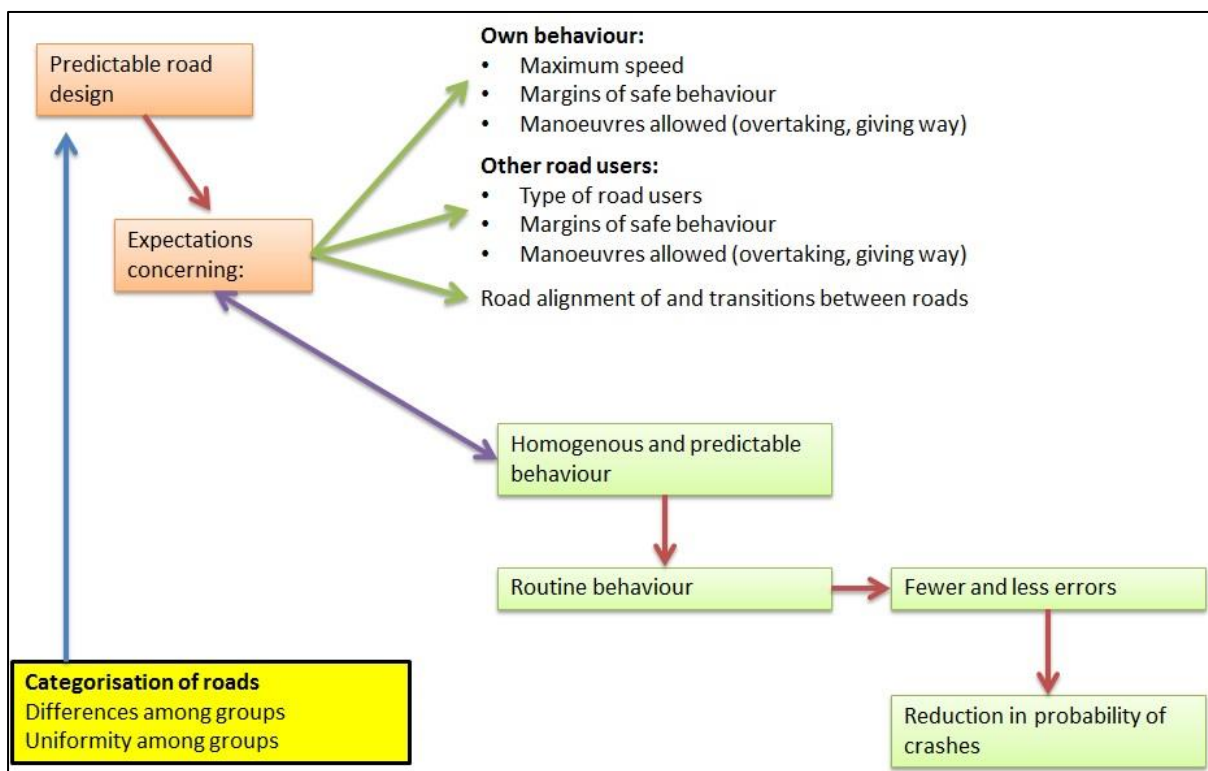 Predictable road
design
Own behaviour:
• Maximum speed
• Margins of safe behaviour
• Manoeuvres allowed (overtaking, giving way)
Other road users:
• Type of road users
• Margins of safe behaviour
• Manoeuvres allowed (overtaking, giving way)
Road alignment of and transitions between roads
Expectations
concerning:
Homogenous and predictable
behaviour
Routine behaviour
Fewer and less errors
Reduction in probability of
crashes
Categorisation of roads
Differences among groups
Uniformity among groups